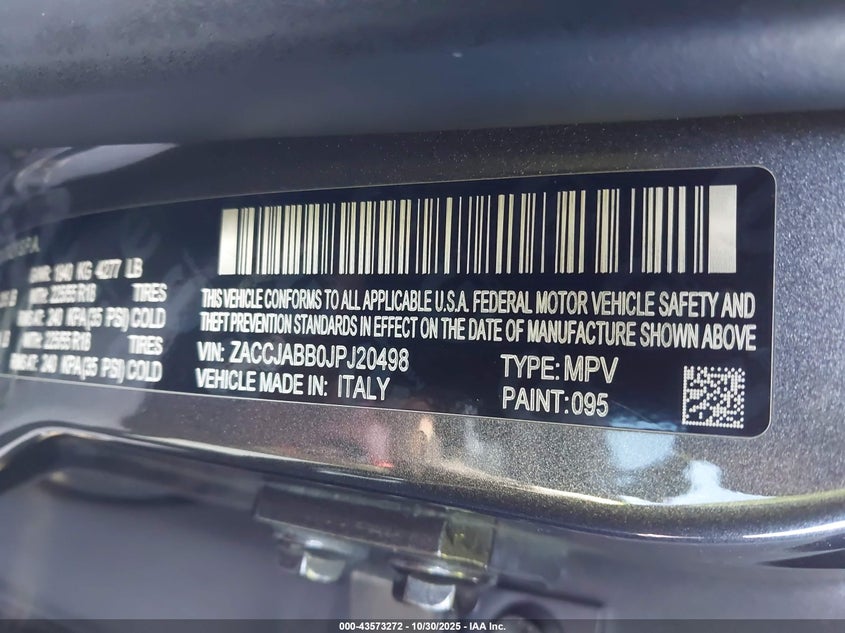 GWR: 1940 KG 4277 LB
WITH: 225/55 R18 TIRES
240 KPA (35 PSI) COLD
WITH: 225/55 R18 TIRES
240 KPA (35 PSI) COLD
THIS VEHICLE CONFORMS TO ALL APPLICABLE U.S.A. FEDERAL MOTOR VEHICLE SAFETY AND
THEFT PREVENTION STANDARDS IN EFFECT ON THE DATE OF MANUFACTURE SHOWN ABOVE
VIN: ZACCJABB0JPJ20498 TYPE: MPV
VEHICLE MADE IN: ITALY PAINT: 095
000-43573272 - 10/30/2025 - IAA Inc.